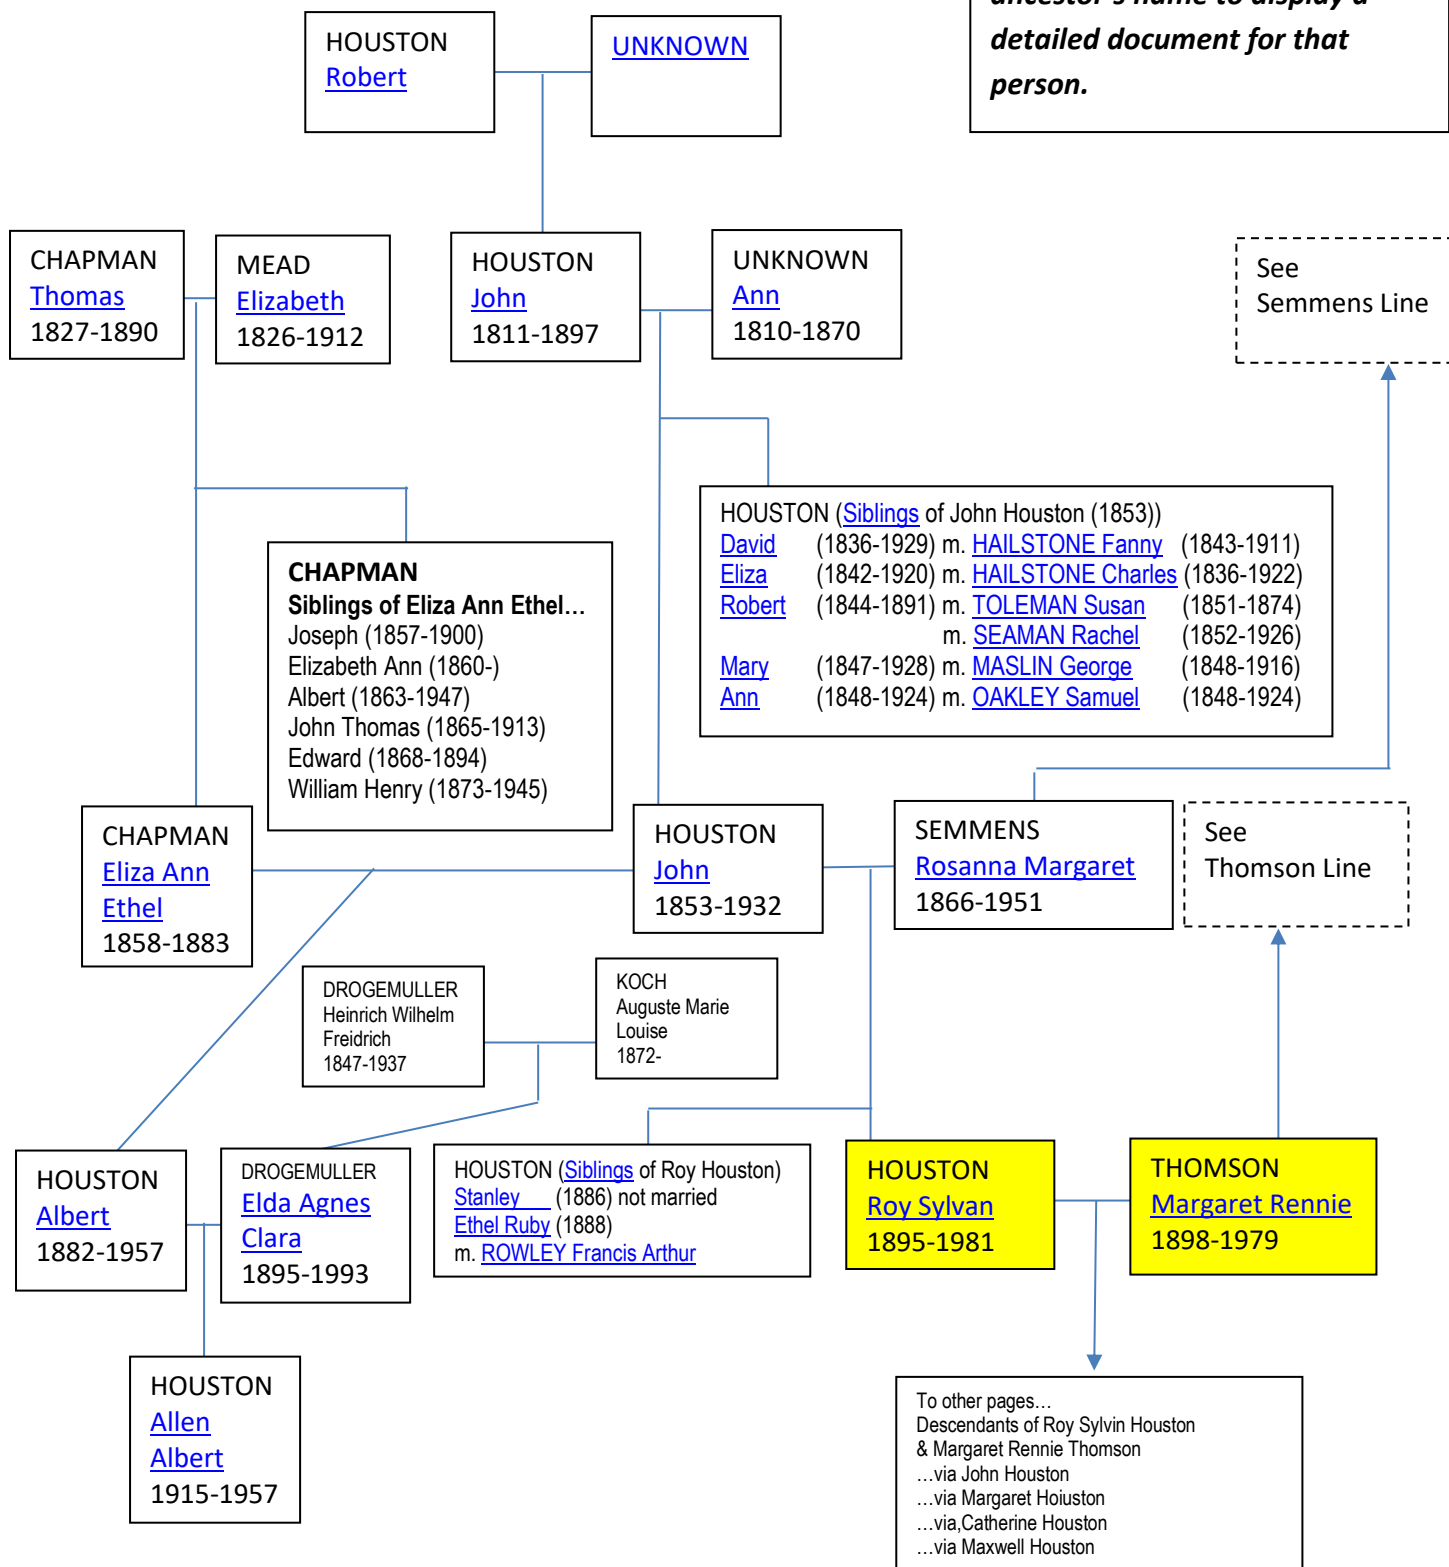 ancestor's name to display a
detailed document for that
person.
HOUSTON
Robert
UNKNOWN
CHAPMAN
Thomas
1827-1890
MEAD
Elizabeth
1826-1912
HOUSTON
John
1811-1897
UNKNOWN
Ann
1810-1870
See
Semmens Line
HOUSTON (Siblings of John Houston (1853))
David (1836-1929) m. HAILSTONE Fanny (1843-1911)
Eliza (1842-1920) m. HAILSTONE Charles (1836-1922)
Robert (1844-1891) m. TOLEMAN Susan (1851-1874)
m. SEAMAN Rachel (1852-1926)
Mary (1847-1928) m. MASLIN George (1848-1916)
Ann (1848-1924) m. OAKLEY Samuel (1848-1924)
CHAPMAN
Siblings of Eliza Ann Ethel…
Joseph (1857-1900)
Elizabeth Ann (1860-)
Albert (1863-1947)
John Thomas (1865-1913)
Edward (1868-1894)
William Henry (1873-1945)
CHAPMAN
Eliza Ann
Ethel
1858-1883
HOUSTON
John
1853-1932
SEMMENS
Rosanna Margaret
1866-1951
See
Thomson Line
DROGEMULLER
Heinrich Wilhelm
Freidrich
1847-1937
KOCH
Auguste Marie
Louise
1872-
HOUSTON
Albert
1882-1957
DROGEMULLER
Elda Agnes
Clara
1895-1993
HOUSTON (Siblings of Roy Houston)
Stanley (1886) not married
Ethel Ruby (1888)
m. ROWLEY Francis Arthur
HOUSTON
Roy Sylvan
1895-1981
THOMSON
Margaret Rennie
1898-1979
HOUSTON
Allen
Albert
1915-1957
To other pages…
Descendants of Roy Sylvin Houston
& Margaret Rennie Thomson
…via John Houston
…via Margaret Hoiuston
…via,Catherine Houston
…via Maxwell Houston